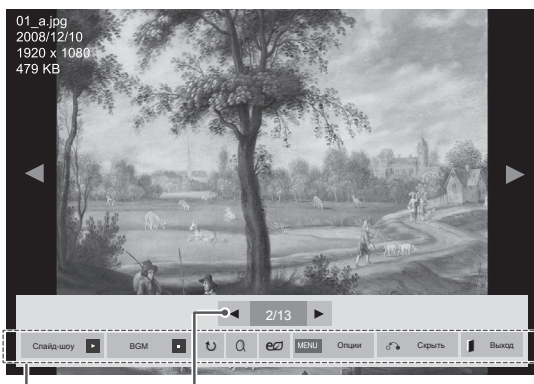 01_a.jpg
2008/12/10
1920 x 1080
479 KB
2/13
Слайд-шоу BGM MENU Опции Скрыть Выход